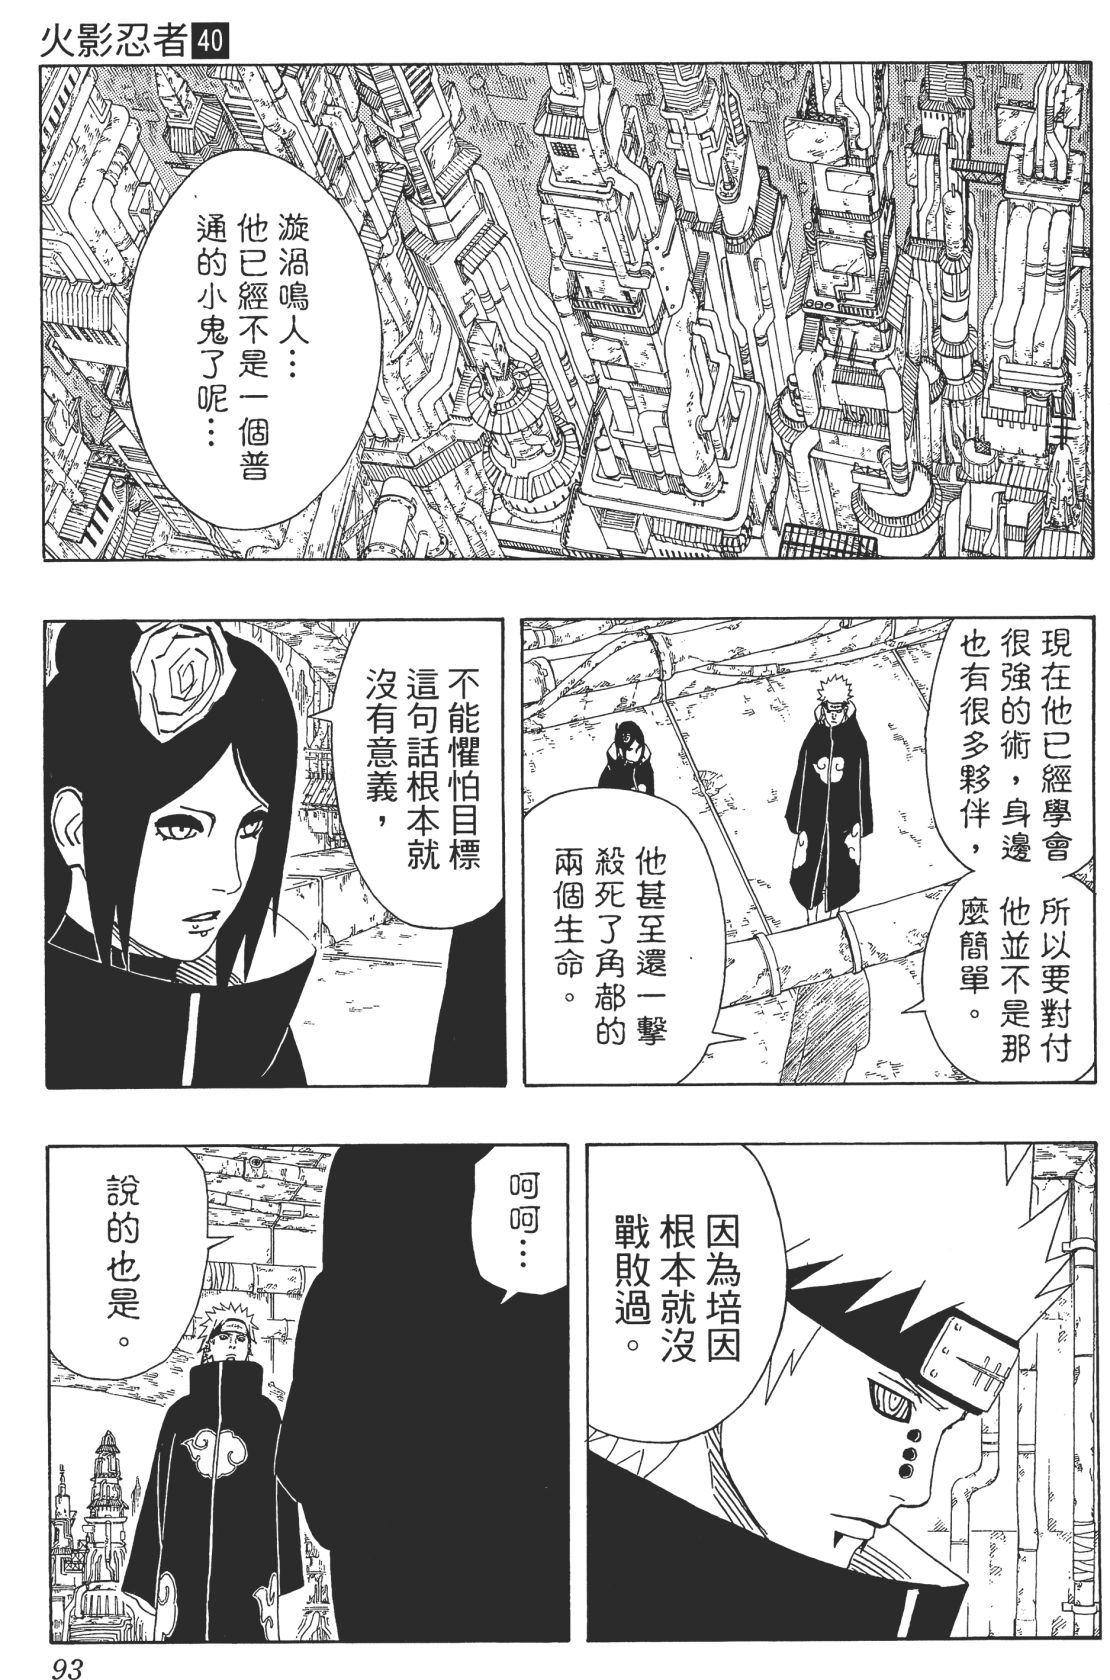 火影忍者40
漩渦鳴人…
他已經不是一個普
通的小鬼了呢…
現在他已經學會
很強的術，身邊
也有很多夥伴，
所以要對付
他並不是那
麼簡單。
他甚至還一擊
殺死了角都的
兩個生命。
不能懼怕目標
這句話根本就
沒有意義，
因為培因
根本就沒
戰敗過。
呵呵…
說的也是。
93